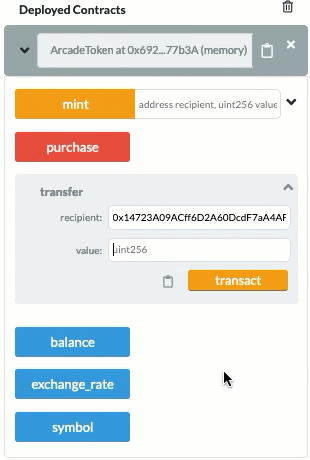 Deployed Contracts
ArcadeToken at 0x692...77b3A (memory)
mint
address recipient, uint256 value
purchase
transfer
recipient: 0x14723A09ACff6D2A60DcdF7aA4AF
value: uint256
transact
balance
exchange_rate
symbol